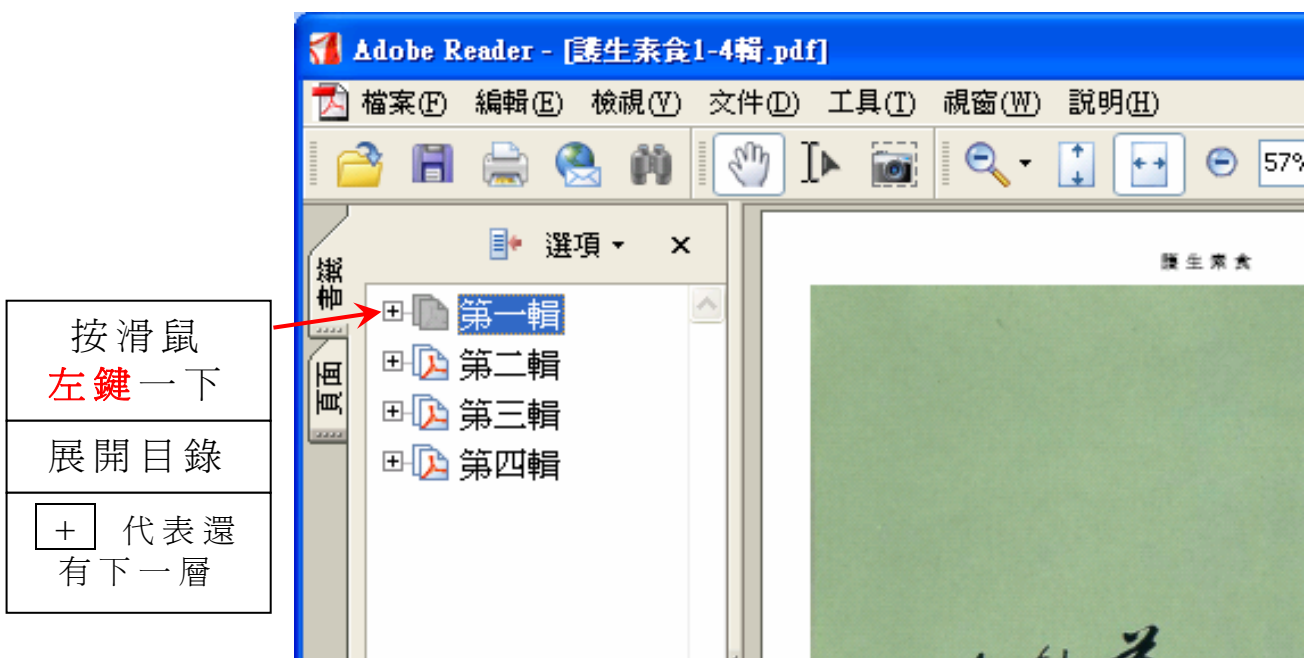 Adobe Reader - [護生素食1-4輯.pdf]
檔案(F) 編輯(E) 檢視(V) 文件(D) 工具(T) 視窗(W) 說明(H)
57%
選項
×
書籤
頁面
第一輯
第二輯
第三輯
第四輯
護生素食
按滑鼠
左鍵一下
展開目錄
+ 代表還
有下一層